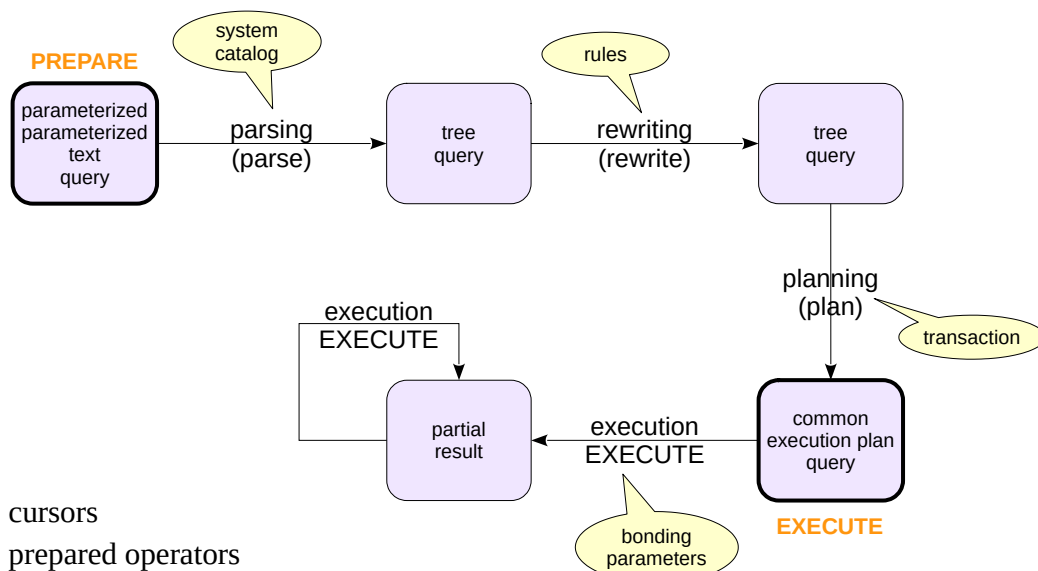 system
catalog
PREPARE
rules
parameterized
parameterized
text
query
parsing
(parse)
tree
query
rewriting
(rewrite)
tree
query
planning
(plan)
transaction
execution
EXECUTE
partial
result
execution
EXECUTE
common
execution plan
query
cursors
prepared operators
bonding
parameters
EXECUTE